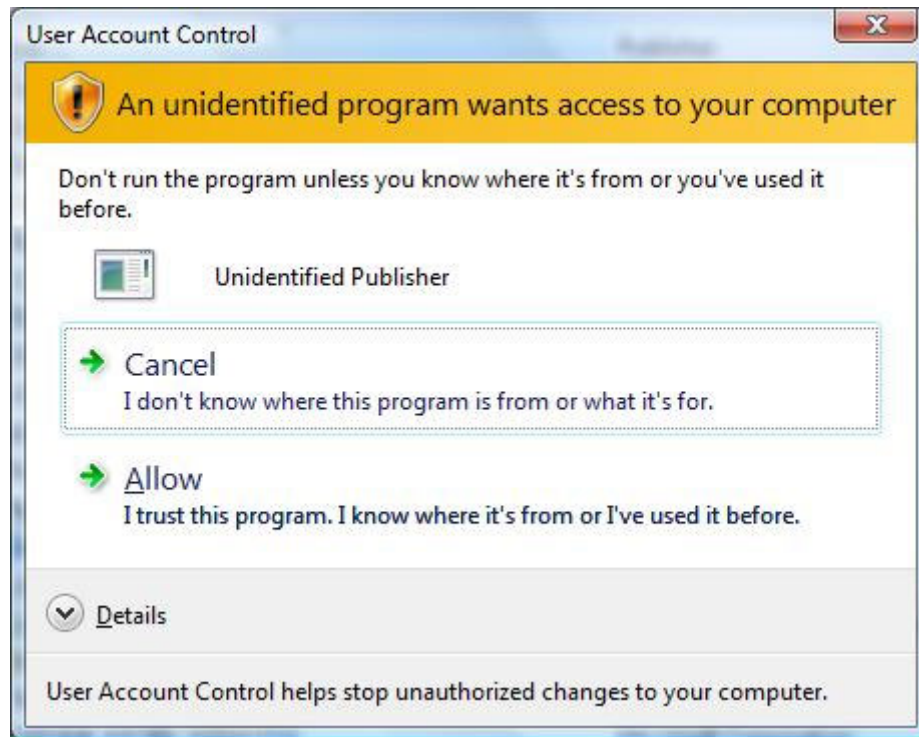 User Account Control
An unidentified program wants access to your computer
Don't run the program unless you know where it's from or you've used it
before.
Unidentified Publisher
Cancel
I don't know where this program is from or what it's for.
Allow
I trust this program. I know where it's from or I've used it before.
Details
User Account Control helps stop unauthorized changes to your computer.